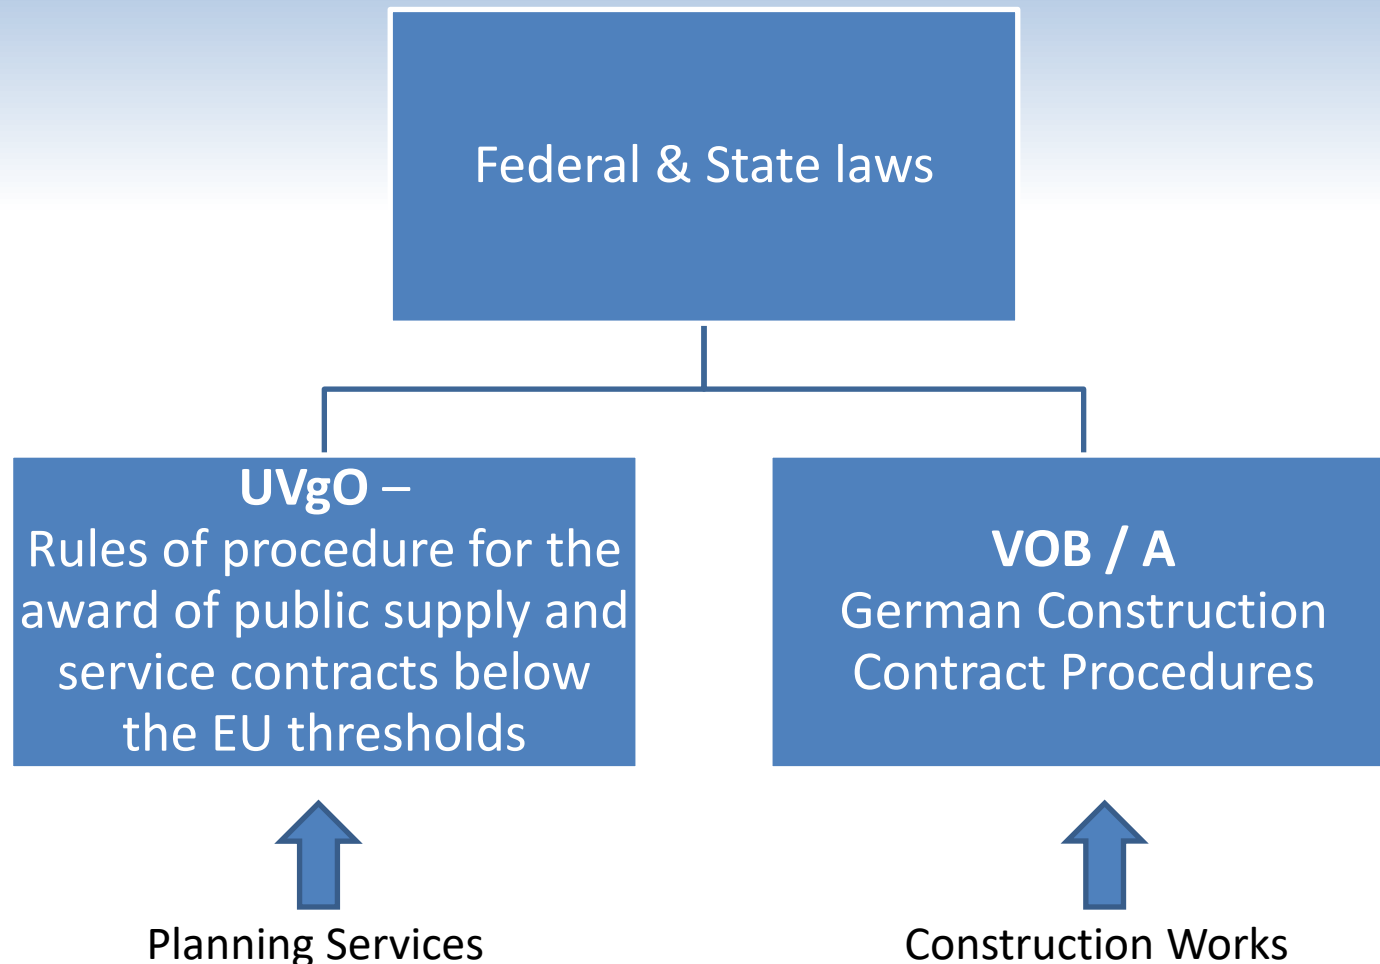 Federal & State laws
UVgO –
Rules of procedure for the
award of public supply and
service contracts below
the EU thresholds
VOB / A
German Construction
Contract Procedures
Planning Services
Construction Works